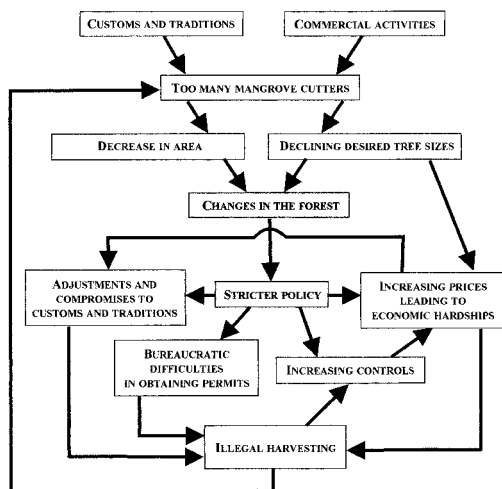 CUSTOMS AND TRADITIONS
COMMERCIAL ACTIVITIES
TOO MANY MANGROVE CUTTERS
DECREASE IN AREA
DECLINING DESIRED TREE SIZES
CHANGES IN THE FOREST
ADJUSTMENTS AND
COMPROMISES TO
CUSTOMS AND TRADITIONS
STRICTER POLICY
INCREASING PRICES
LEADING TO
ECONOMIC HARDSHIPS
BUREAUCRATIC
DIFFICULTIES
IN OBTAINING PERMITS
INCREASING CONTROLS
ILLEGAL HARVESTING